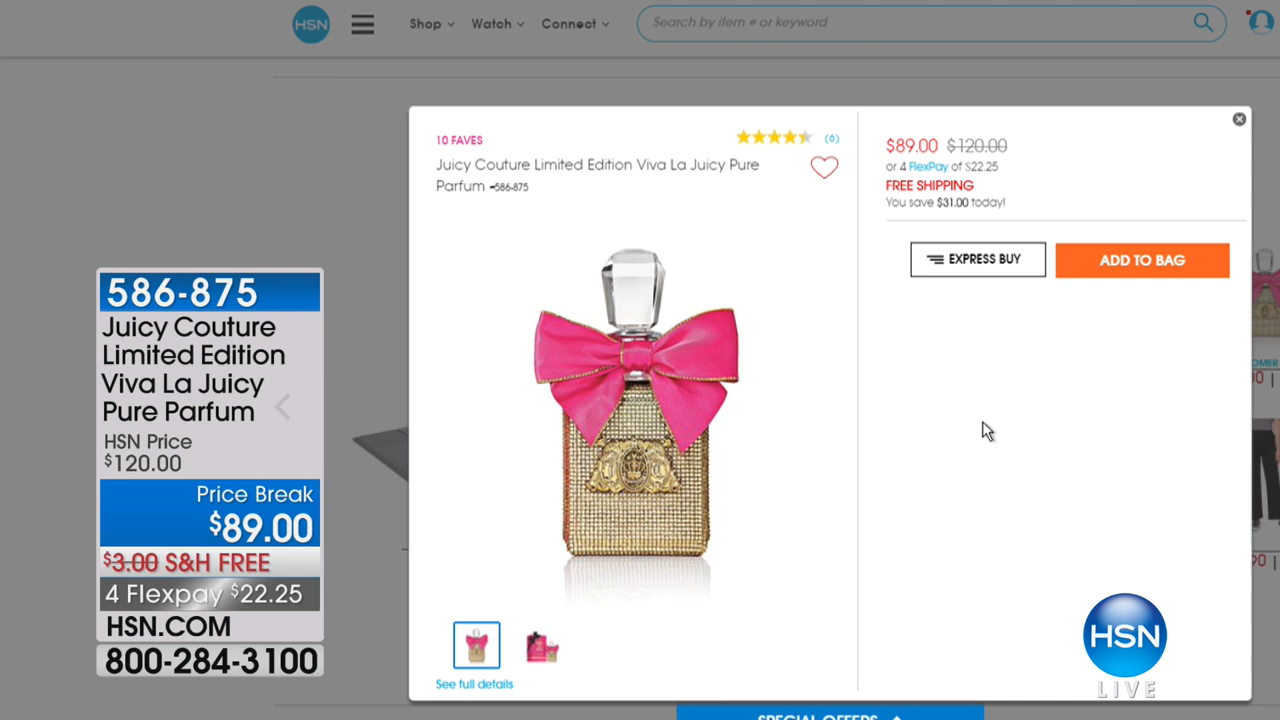 HSN
Shop Watch Connect
Search by item # or keyword
10 FAVES
(6)
Juicy Couture Limited Edition Viva La Juicy Pure
Parfum -586-875
$89.00 $120.00
or 4 FlexPay of $22.25
FREE SHIPPING
You save $31.00 today!
EXPRESS BUY
ADD TO BAG
See full details
586-875
Juicy Couture
Limited Edition
Viva La Juicy
Pure Parfum
HSN Price
$120.00
Price Break
$89.00
$3.00 S&H FREE
4 Flexpay $22.25
HSN.COM
800-284-3100
HSN
LIVE
SPECIAL OFFERS